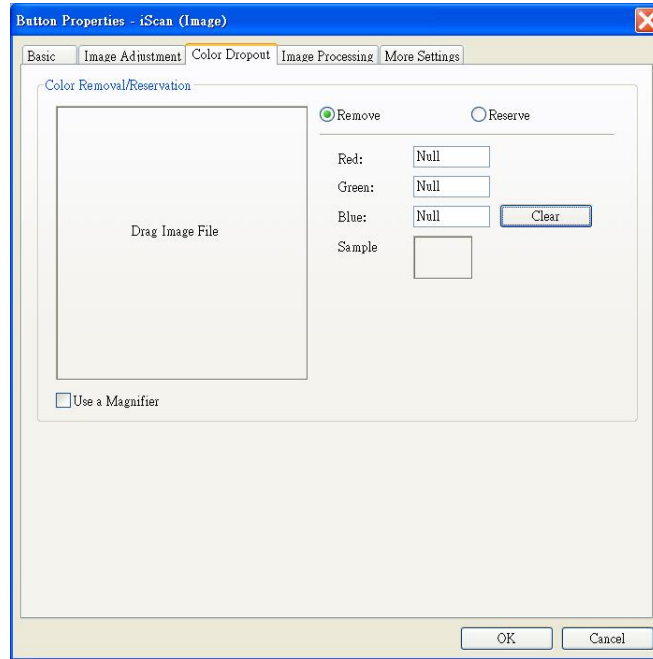 Button Properties - iScan (Image)
Basic Image Adjustment Color Dropout Image Processing More Settings
Color Removal/Reservation
Remove Reserve
Red: Null
Green: Null
Blue: Null Clear
Drag Image File
Sample
Use a Magnifier
OK Cancel